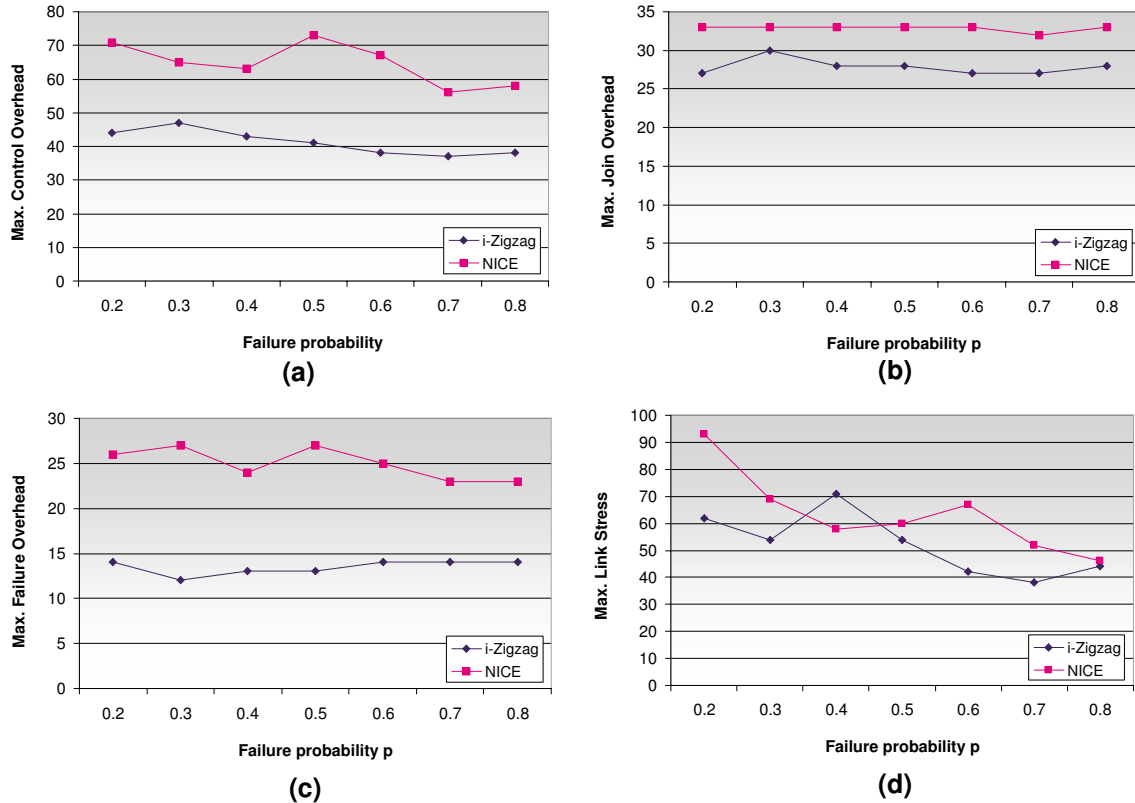 80
70
60
50
40
30
20
10
0
Max. Control Overhead
i-Zigzag
NICE
0.2 0.3 0.4 0.5 0.6 0.7 0.8
Failure probability
(a)
35
30
25
20
15
10
5
0
Max. Join Overhead
i-Zigzag
NICE
0.2 0.3 0.4 0.5 0.6 0.7 0.8
Failure probability p
(b)
30
25
20
15
10
5
0
Max. Failure Overhead
i-Zigzag
NICE
0.2 0.3 0.4 0.5 0.6 0.7 0.8
Failure probability p
(c)
100
90
80
70
60
50
40
30
20
10
0
Max. Link Stress
i-Zigzag
NICE
0.2 0.3 0.4 0.5 0.6 0.7 0.8
Failure probability p
(d)